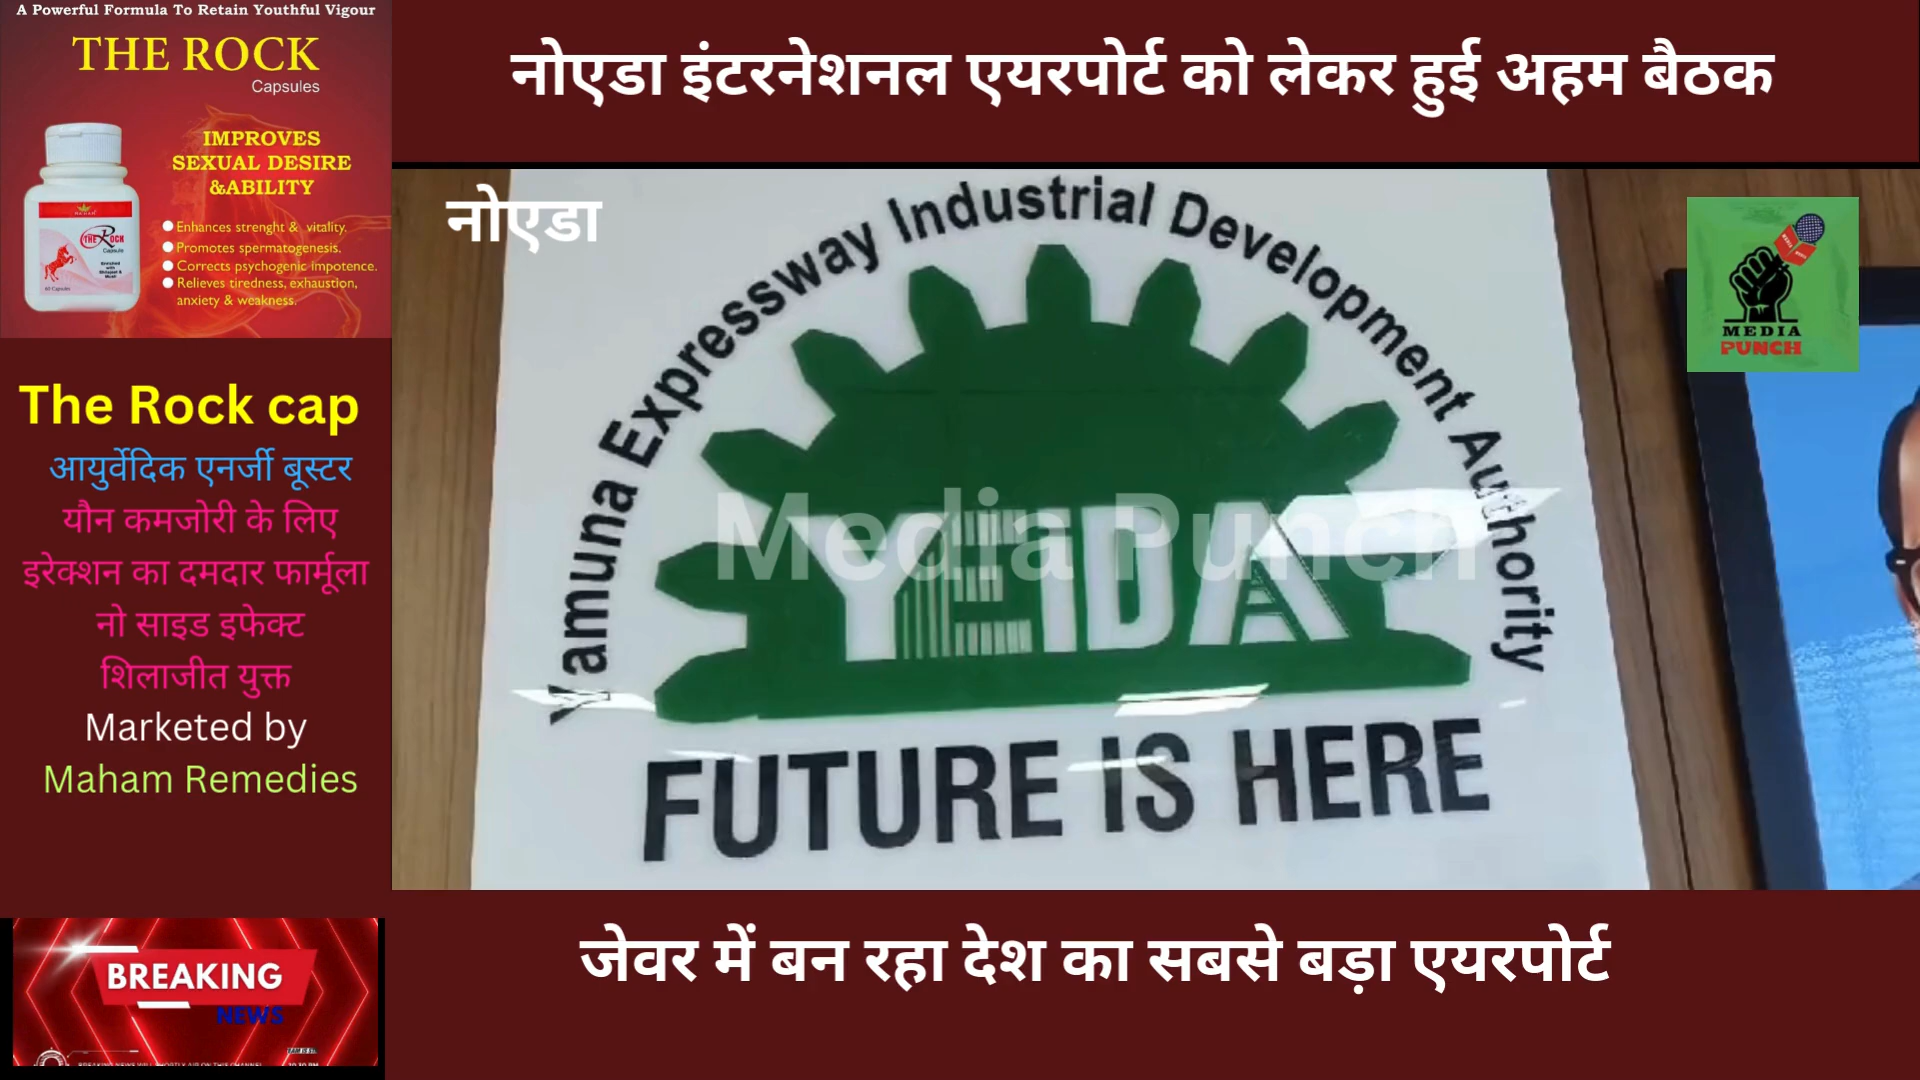 A Powerful Formula To Retain Youthful Vigour
THE ROCK
Capsules
IMPROVES
SEXUAL DESIRE
&ABILITY
Enhances strenght & vitality.
Promotes spermatogenesis.
Corrects psychogenic impotence.
Relieves tiredness, exhaustion,
anxiety & weakness.
THE ROCK
Capsule
The Rock cap
आयुर्वेदिक एनर्जी बूस्टर
यौन कमजोरी के लिए
इरेक्शन का दमदार फार्मूला
नो साइड इफेक्ट
शिलाजीत युक्त
Marketed by
Maham Remedies
BREAKING
NEWS
नोएडा इंटरनेशनल एयरपोर्ट को लेकर हुई अहम बैठक
नोएडा
Yamuna Expressway Industrial Development Authority
YEIDA
FUTURE IS HERE
Media Punch
MEDIA
PUNCH
जेवर में बन रहा देश का सबसे बड़ा एयरपोर्ट